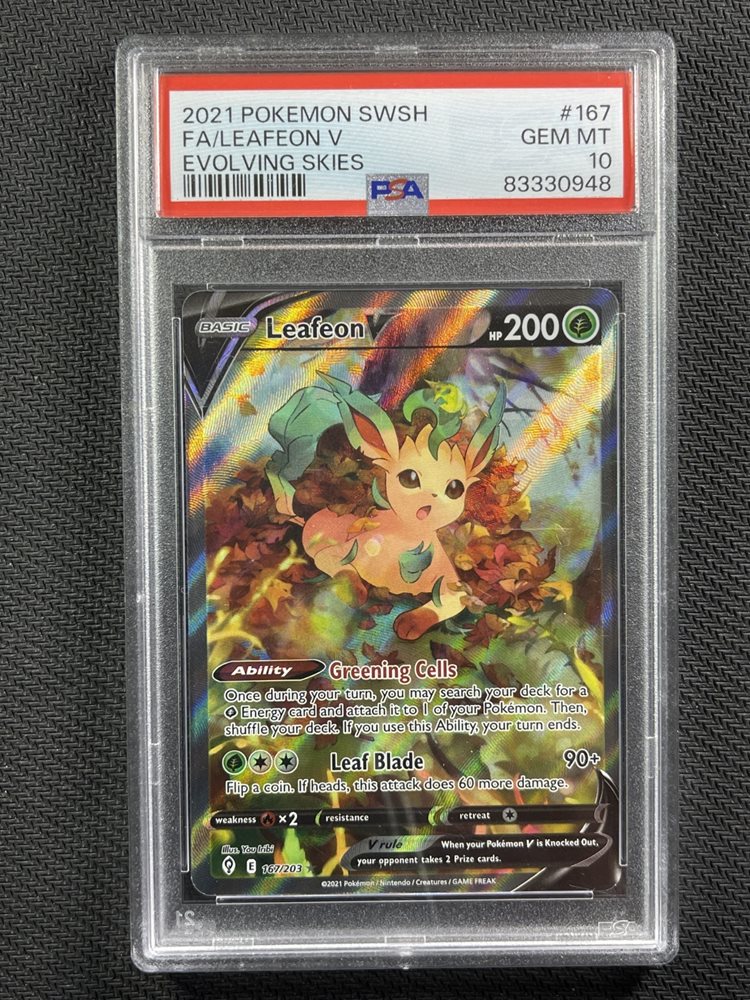 2021 POKEMON SWSH #167
FA/LEAFEON V GEM MT
EVOLVING SKIES 10
PSA 83330948
BASIC Leafeon V HP 200
Ability Greening Cells
Once during your turn, you may search your deck for a
Energy card and attach it to 1 of your Pokémon. Then,
shuffle your deck. If you use this Ability, your turn ends.
Leaf Blade 90+
Flip a coin. If heads, this attack does 60 more damage.
weakness ×2 resistance retreat
Illus. You Iribi
V rule When your Pokémon V is Knocked Out,
your opponent takes 2 Prize cards.
E 167/203
©2021 Pokémon / Nintendo / Creatures / GAME FREAK